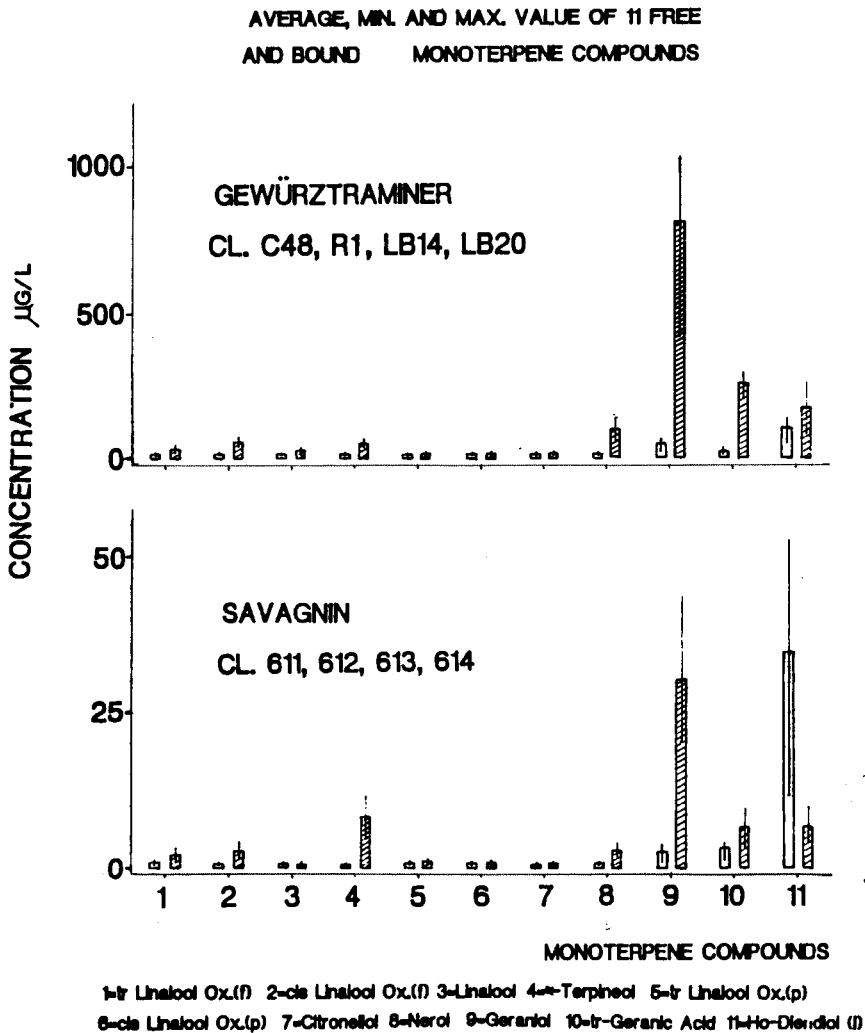 AVERAGE, MIN. AND MAX. VALUE OF 11 FREE
AND BOUND MONOTERPENE COMPOUNDS
CONCENTRATION µG/L
1000
500
0
GEWÜRZTRAMINER
CL. C48, R1, LB14, LB20
50
25
0
SAVAGNIN
CL. 611, 612, 613, 614
1 2 3 4 5 6 7 8 9 10 11
MONOTERPENE COMPOUNDS
1=tr Linalool Ox.(f) 2=cis Linalool Ox.(f) 3=Linalool 4=∝-Terpineol 5=tr Linalool Ox.(p)
6=cis Linalool Ox.(p) 7=Citronellol 8=Nerol 9=Geraniol 10=tr-Geranic Acid 11=Ho-Diendiol (I)